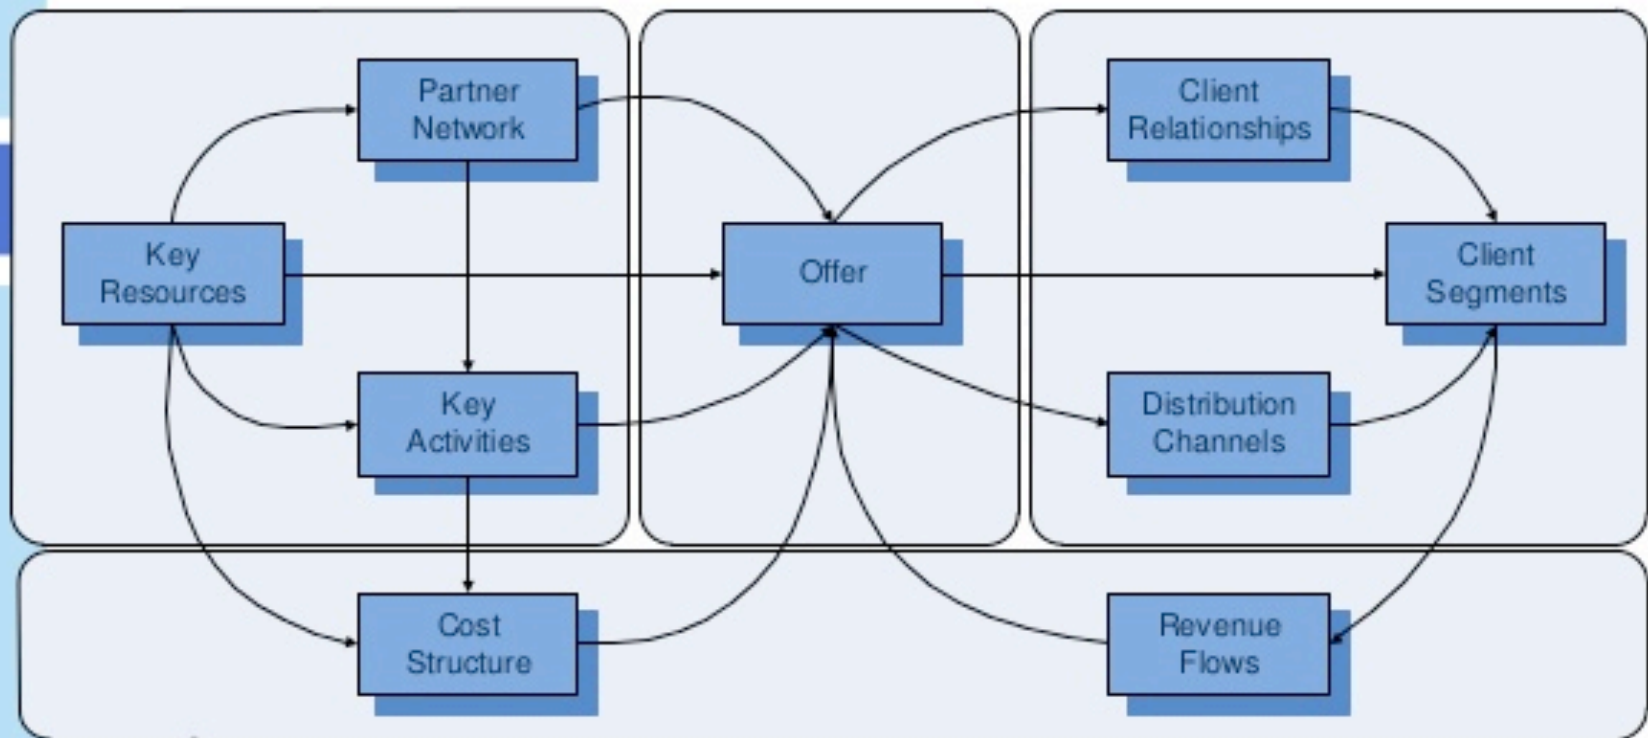 Partner
Network
Client
Relationships
Key
Resources
Offer
Client
Segments
Key
Activities
Distribution
Channels
Cost
Structure
Revenue
Flows